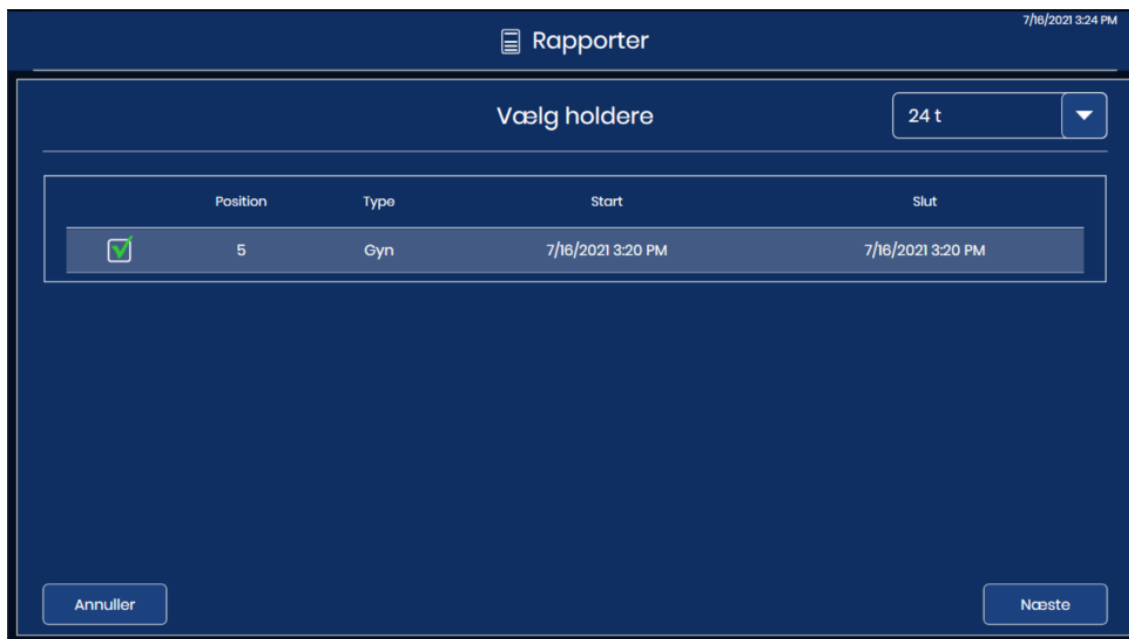 7/16/2021 3:24 PM
Rapporter
Vælg holdere
24 t
Position Type Start Slut
5 Gyn 7/16/2021 3:20 PM 7/16/2021 3:20 PM
Annuller Næste